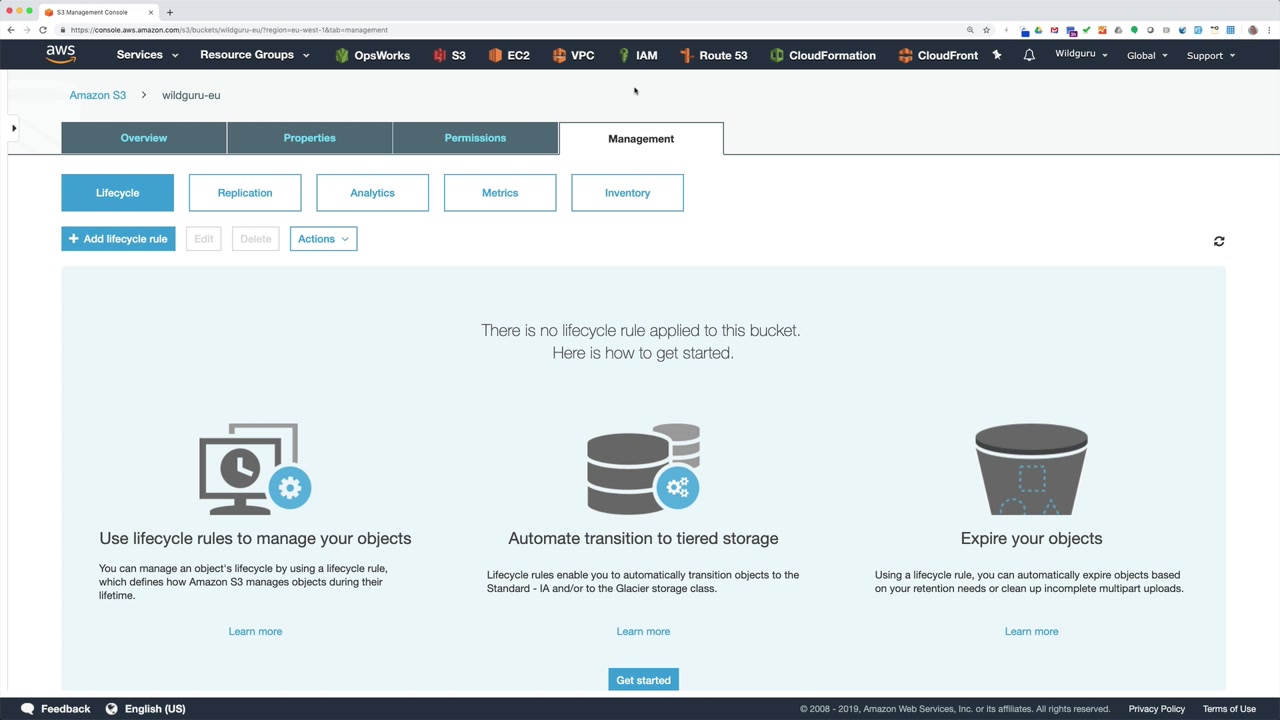 S3 Management Console
https://console.aws.amazon.com/s3/buckets/wildguru-eu/?region=eu-west-1&tab=management
aws
Services
Resource Groups
OpsWorks
S3
EC2
VPC
IAM
Route 53
CloudFormation
CloudFront
Wildguru
Global
Support
Amazon S3
wildguru-eu
Overview
Properties
Permissions
Management
Lifecycle
Replication
Analytics
Metrics
Inventory
Add lifecycle rule
Edit
Delete
Actions
There is no lifecycle rule applied to this bucket.
Here is how to get started.
Use lifecycle rules to manage your objects
You can manage an object's lifecycle by using a lifecycle rule,
which defines how Amazon S3 manages objects during their
lifetime.
Learn more
Automate transition to tiered storage
Lifecycle rules enable you to automatically transition objects to the
Standard - IA and/or to the Glacier storage class.
Learn more
Expire your objects
Using a lifecycle rule, you can automatically expire objects based
on your retention needs or clean up incomplete multipart uploads.
Learn more
Get started
Feedback
English (US)
© 2008 - 2019, Amazon Web Services, Inc. or its affiliates. All rights reserved.
Privacy Policy
Terms of Use